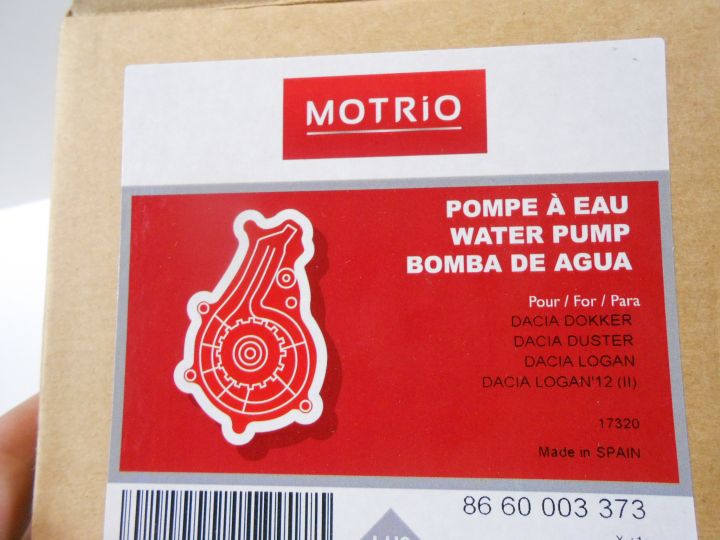 MOTRiO
POMPE À EAU
WATER PUMP
BOMBA DE AGUA
Pour / For / Para
DACIA DOKKER
DACIA DUSTER
DACIA LOGAN
DACIA LOGAN'12 (II)
17320
Made in SPAIN
86 60 003 373